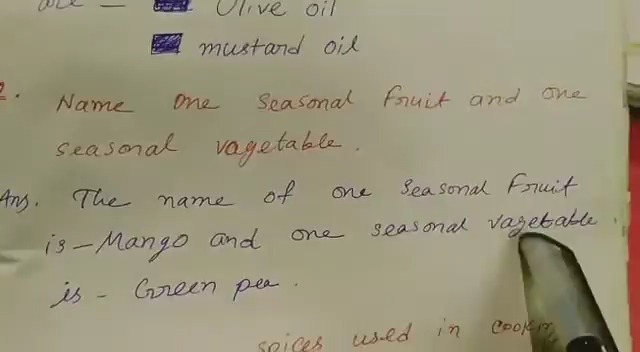 are — Olive oil
mustard oil
Name one seasonal fruit and one
seasonal vagetable.
Ans. The name of one seasonal Fruit
is - Mango and one seasonal vagetable
is - Green pea.
spices used in